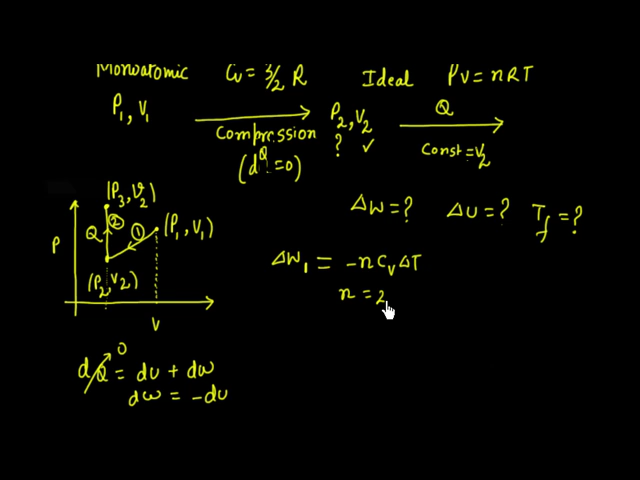 Monoatomic Cv = 3/2 R Ideal PV = nRT
P1, V1 P2, V2 Q
Compression ? ✓ Const = V2
(dQ = 0)
(P3, V2)
ΔW = ? ΔU = ? Tf = ?
Q ② ① (P1, V1)
P
ΔW1 = -nCvΔT
(P2, V2)
n = 2
V
0
dQ = du + dw
dw = -du